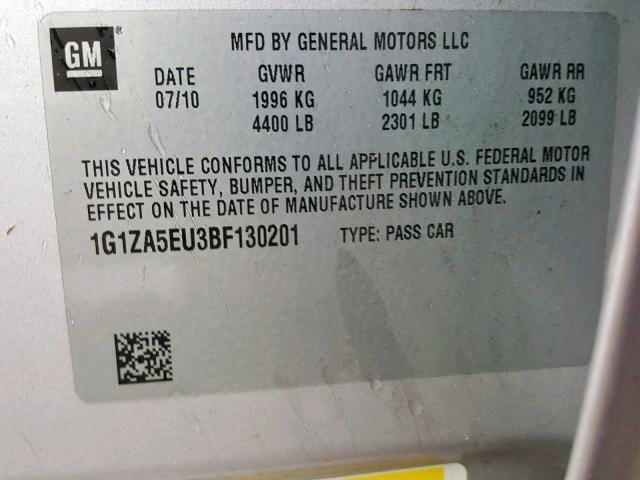 GM
MFD BY GENERAL MOTORS LLC
DATE GVWR GAWR FRT GAWR RR
07/10 1996 KG 1044 KG 952 KG
4400 LB 2301 LB 2099 LB
THIS VEHICLE CONFORMS TO ALL APPLICABLE U.S. FEDERAL MOTOR
VEHICLE SAFETY, BUMPER, AND THEFT PREVENTION STANDARDS IN
EFFECT ON THE DATE OF MANUFACTURE SHOWN ABOVE.
1G1ZA5EU3BF130201 TYPE: PASS CAR